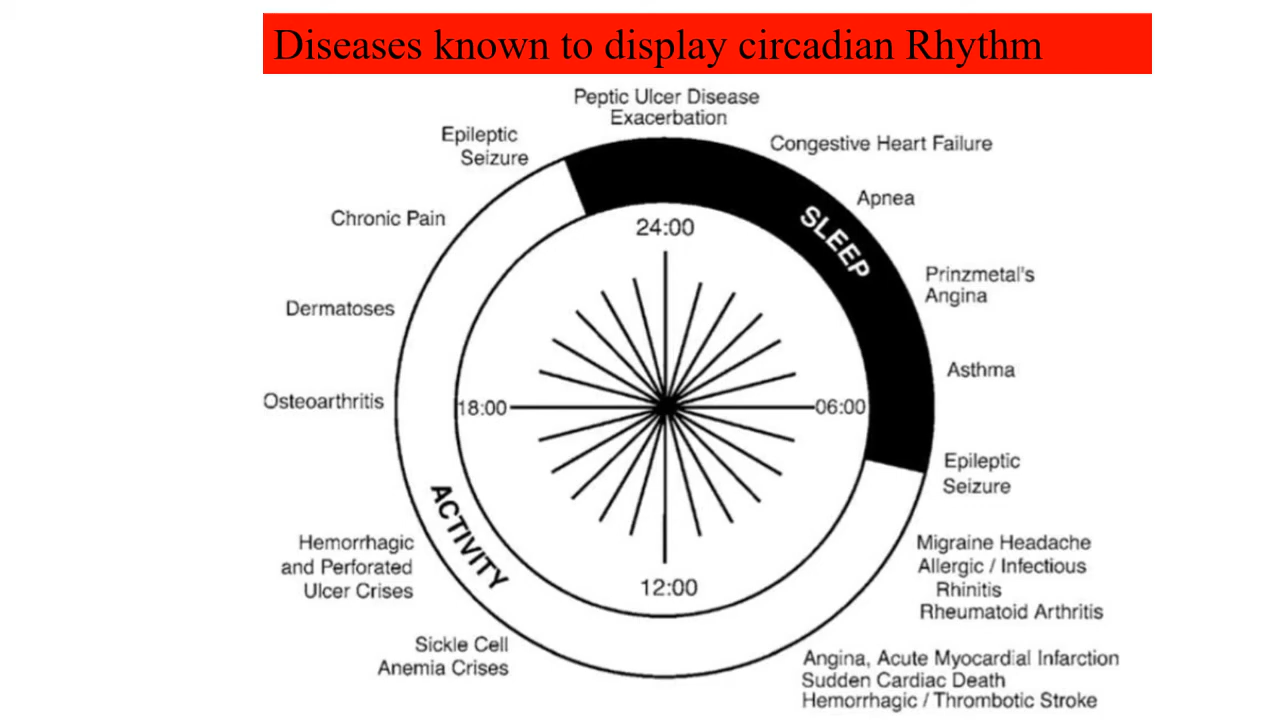 Diseases known to display circadian Rhythm
Peptic Ulcer Disease
Exacerbation
Congestive Heart Failure
Apnea
SLEEP
Prinzmetal's
Angina
Asthma
Epileptic
Seizure
Migraine Headache
Allergic / Infectious
Rhinitis
Rheumatoid Arthritis
Angina, Acute Myocardial Infarction
Sudden Cardiac Death
Hemorrhagic / Thrombotic Stroke
Sickle Cell
Anemia Crises
Hemorrhagic
and Perforated
Ulcer Crises
ACTIVITY
Osteoarthritis
Dermatoses
Chronic Pain
Epileptic
Seizure
24:00
06:00
12:00
18:00